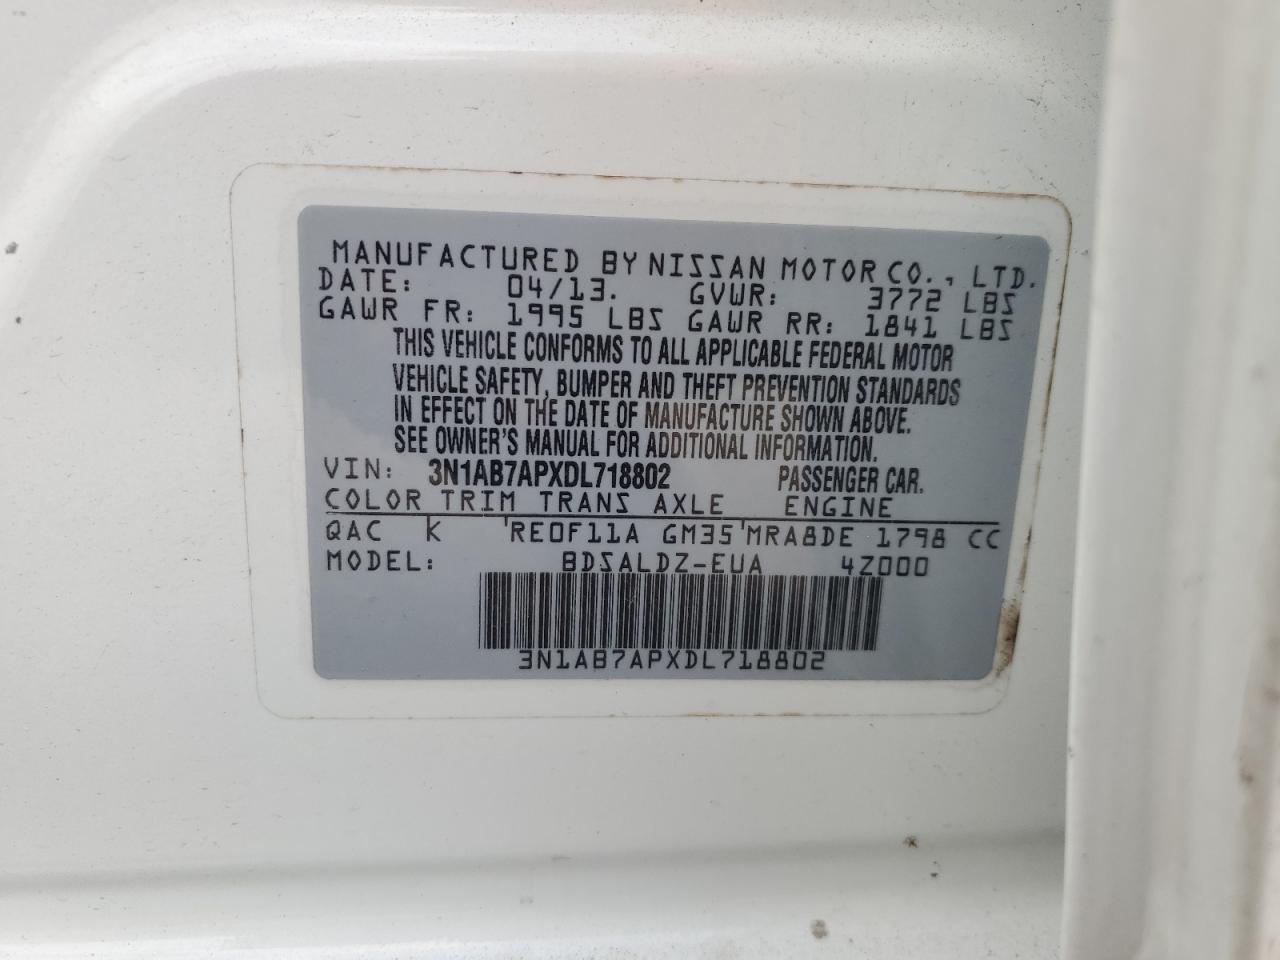 MANUFACTURED BY NISSAN MOTOR CO., LTD.
DATE: 04/13. GVWR: 3772 LBS
GAWR FR: 1995 LBS GAWR RR: 1841 LBS
THIS VEHICLE CONFORMS TO ALL APPLICABLE FEDERAL MOTOR
VEHICLE SAFETY, BUMPER AND THEFT PREVENTION STANDARDS
IN EFFECT ON THE DATE OF MANUFACTURE SHOWN ABOVE.
SEE OWNER'S MANUAL FOR ADDITIONAL INFORMATION.
VIN: 3N1AB7APXDL718802 PASSENGER CAR.
COLOR TRIM TRANS AXLE ENGINE
QAC K 'RE0F11A GM35'MRA8DE 1798 CC
MODEL: BDSALDZ-EUA 4Z000
3N1AB7APXDL718802